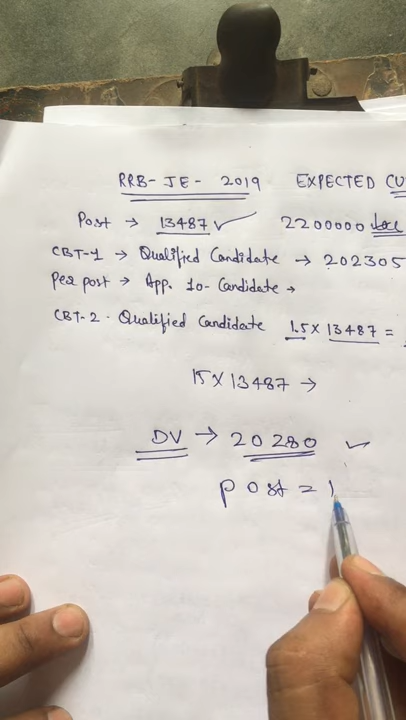 RRB- JE- 2019 EXPECTED CU
Post → 13487 ✓ 2200000
CBT-1 → Qualified Candidate → 202305
Per post → App. 10- Candidate →
CBT-2 - Qualified Candidate 1.5 X 13487 =
15 X 13487 →
DV → 20280 ✓
post = 1